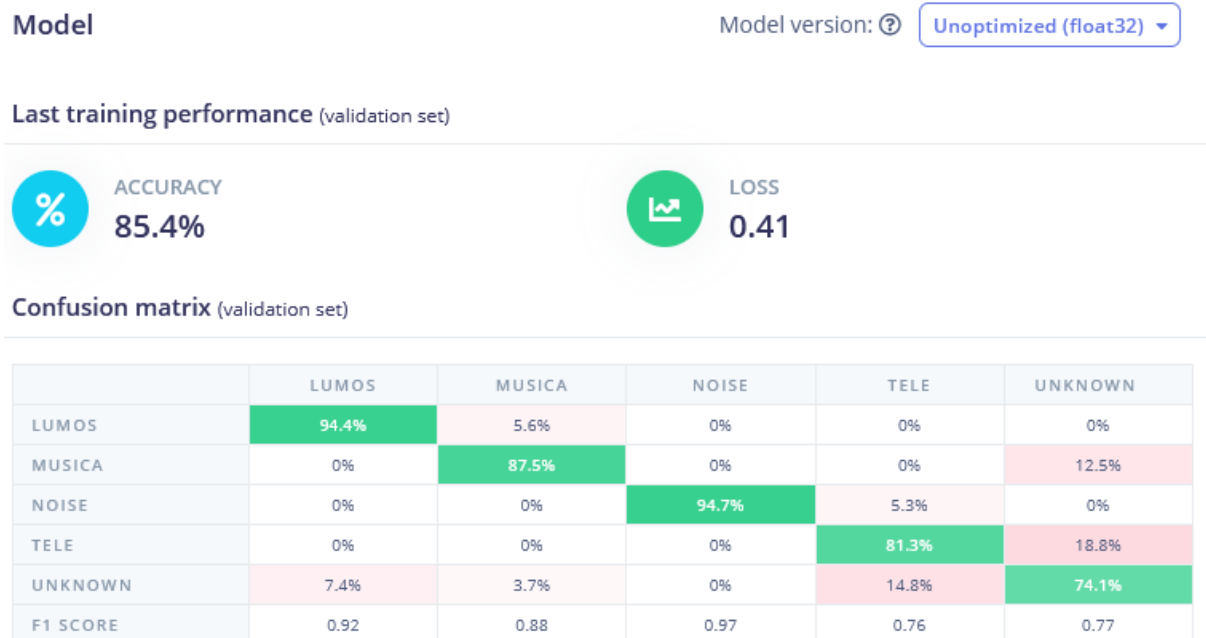 Model
Model version: Unoptimized (float32)
Last training performance (validation set)
ACCURACY
85.4%
LOSS
0.41
Confusion matrix (validation set)
LUMOS MUSICA NOISE TELE UNKNOWN
LUMOS 94.4% 5.6% 0% 0% 0%
MUSICA 0% 87.5% 0% 0% 12.5%
NOISE 0% 0% 94.7% 5.3% 0%
TELE 0% 0% 0% 81.3% 18.8%
UNKNOWN 7.4% 3.7% 0% 14.8% 74.1%
F1 SCORE 0.92 0.88 0.97 0.76 0.77